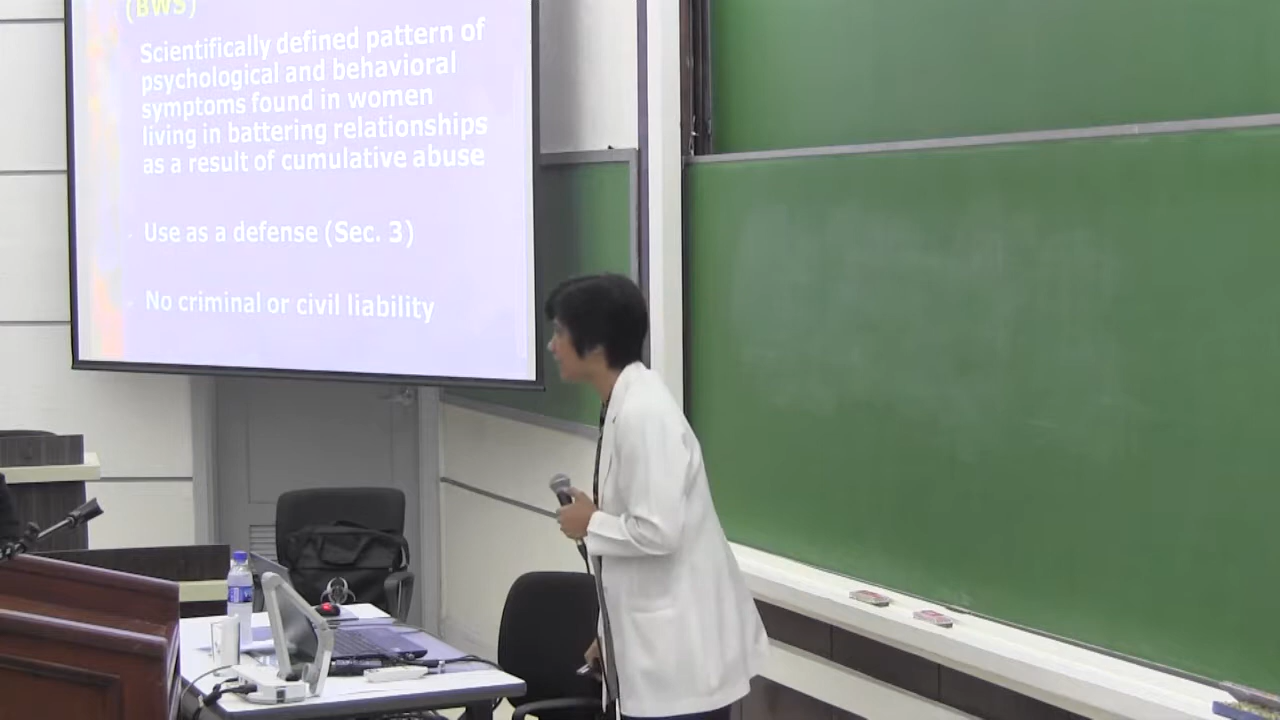 (BWS)
Scientifically defined pattern of
psychological and behavioral
symptoms found in women
living in battering relationships
as a result of cumulative abuse
Use as a defense (Sec. 3)
No criminal or civil liability